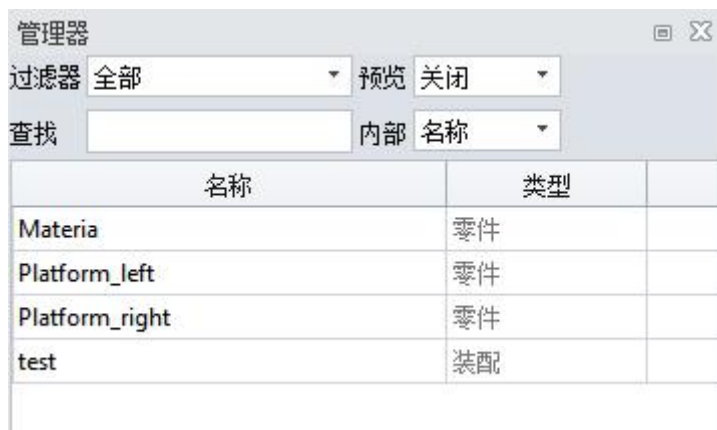 管理器
过滤器 全部 预览 关闭
查找 内部 名称
名称 类型
Materia 零件
Platform_left 零件
Platform_right 零件
test 装配